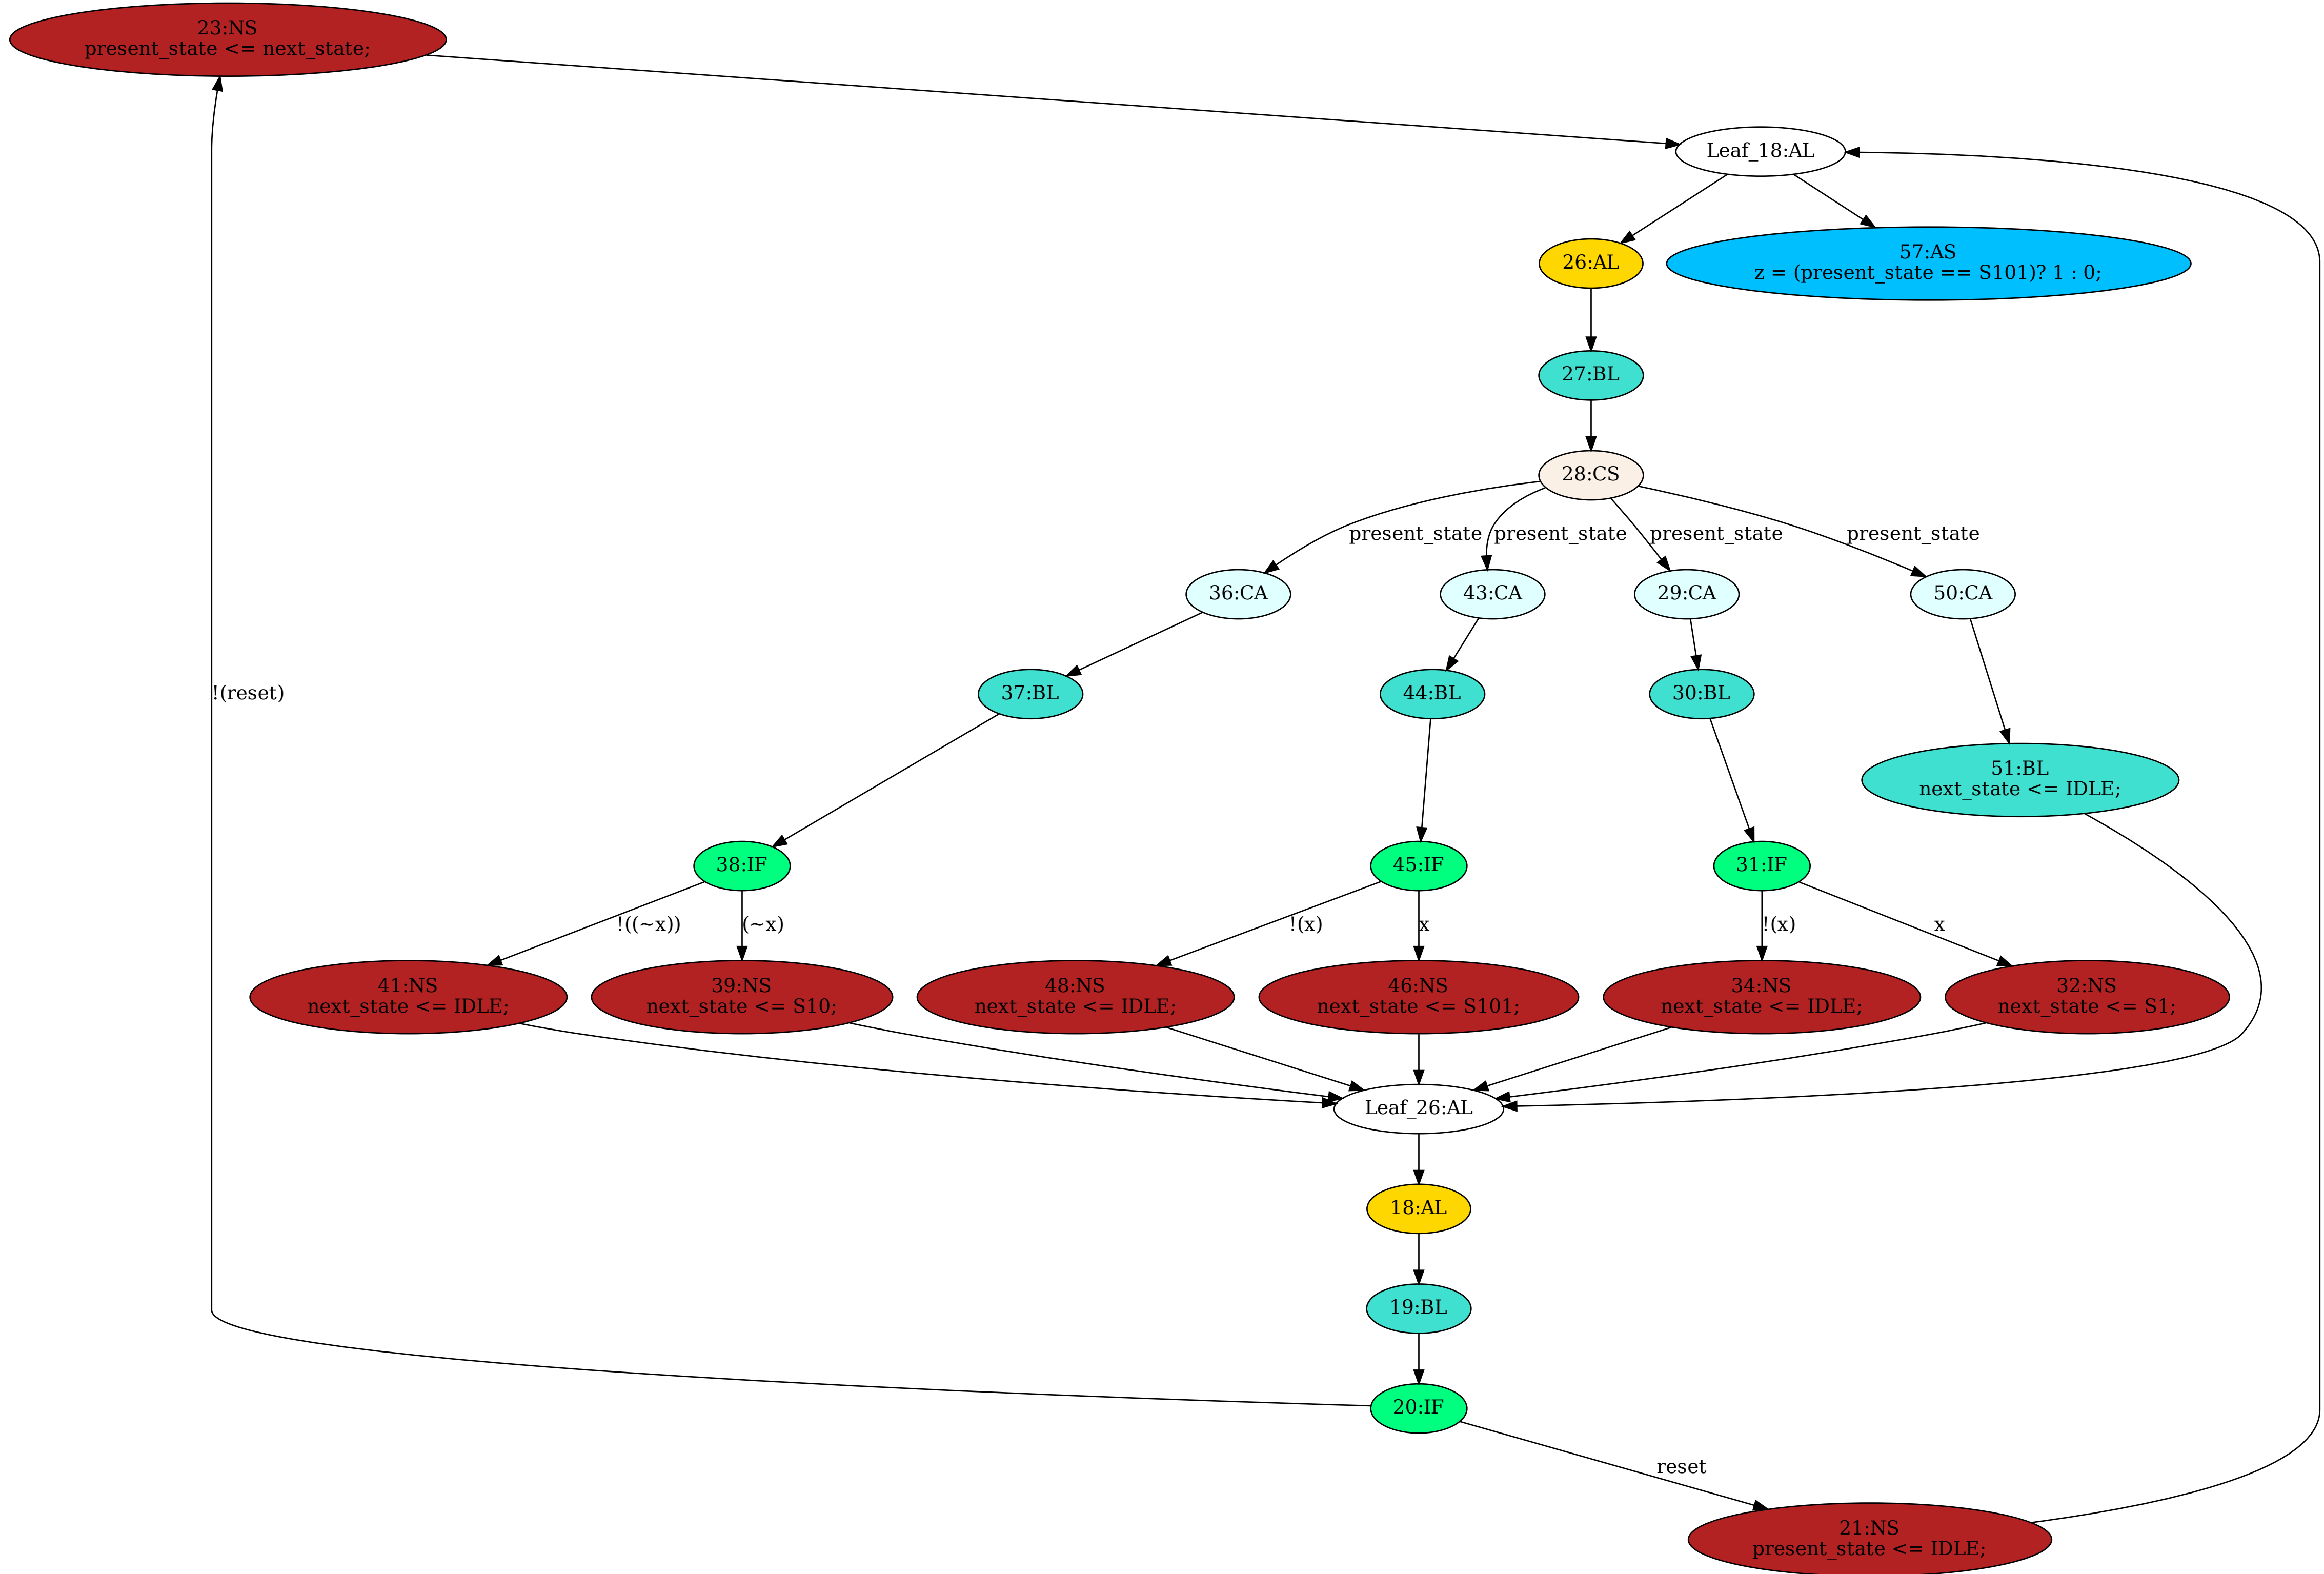 23:NS
present_state <= next_state;
Leaf_18:AL
26:AL
57:AS
z = (present_state == S101)? 1 : 0;
27:BL
28:CS
present_state
present_state
present_state
present_state
36:CA
43:CA
29:CA
50:CA
!(reset)
37:BL
44:BL
30:BL
51:BL
next_state <= IDLE;
38:IF
45:IF
31:IF
!((~x))
(~x)
!(x)
x
!(x)
x
41:NS
next_state <= IDLE;
39:NS
next_state <= S10;
48:NS
next_state <= IDLE;
46:NS
next_state <= S101;
34:NS
next_state <= IDLE;
32:NS
next_state <= S1;
Leaf_26:AL
18:AL
19:BL
20:IF
reset
21:NS
present_state <= IDLE;